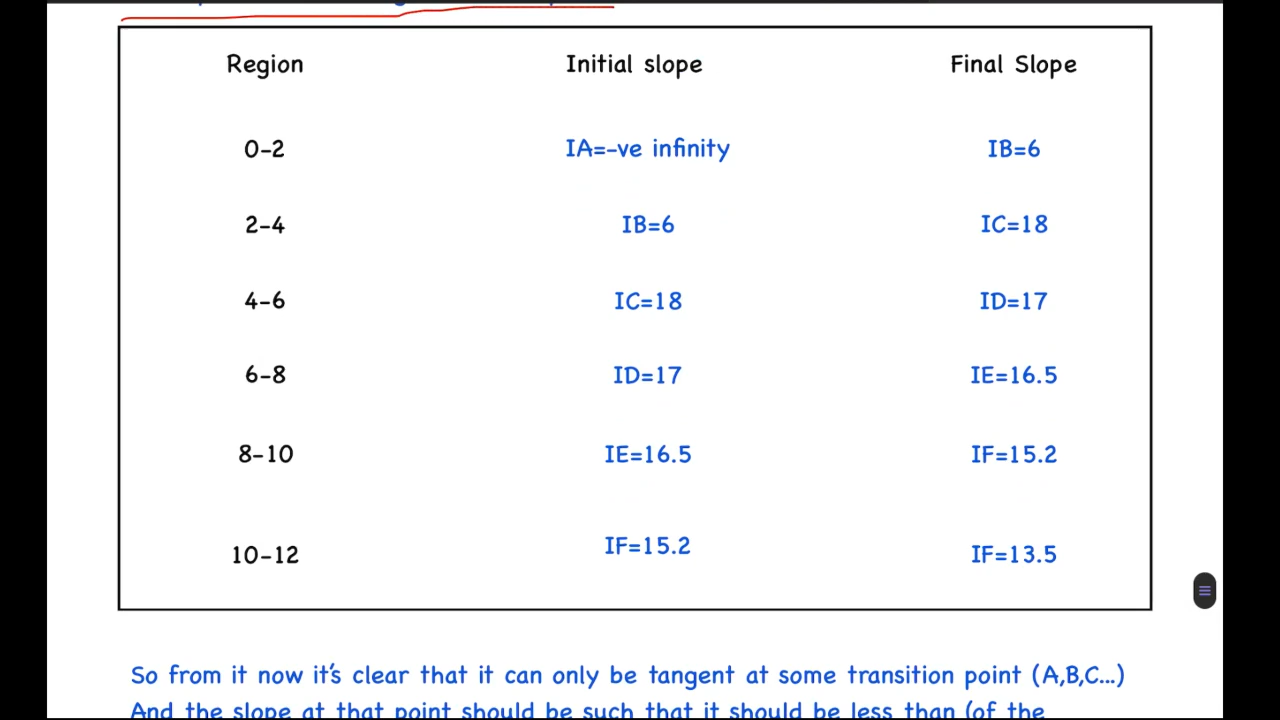 Region Initial slope Final Slope
0-2 IA=-ve infinity IB=6
2-4 IB=6 IC=18
4-6 IC=18 ID=17
6-8 ID=17 IE=16.5
8-10 IE=16.5 IF=15.2
10-12 IF=15.2 IF=13.5
So from it now it's clear that it can only be tangent at some transition point (A,B,C...)
And the slope at that point should be such that it should be less than (of the